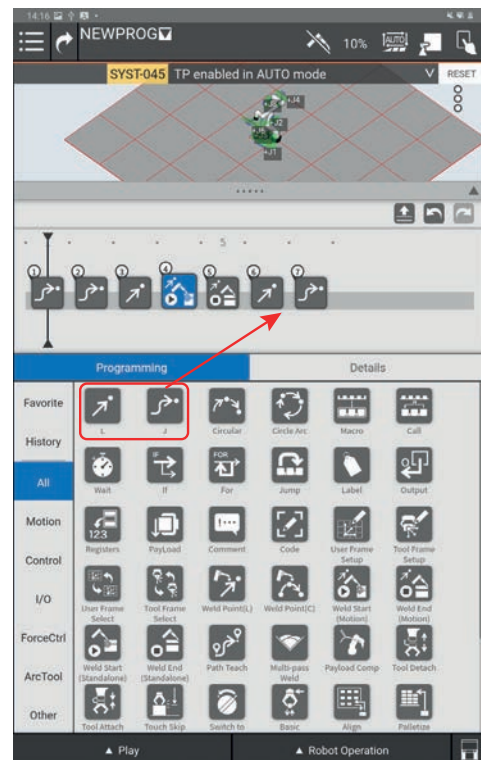 14:16
NEWPROG
10%
AUTO
SYST-045 TP enabled in AUTO mode
RESET
+J4
J2
+J1
5
1 2 3 4 5 6 7
Programming Details
Favorite
History
All
Motion
Control
I/O
ForceCtrl
ArcTool
Other
L J Circular Circle Arc Macro Call
IF FOR
Wait If For Jump Label Output
123
Registers PayLoad Comment Code User Frame Setup Tool Frame Setup
User Frame Select Tool Frame Select Weld Point(L) Weld Point(C) Weld Start (Motion) Weld End (Motion)
Weld Start (Standalone) Weld End (Standalone) Path Teach Multi-pass Weld Payload Comp Tool Detach
Tool Attach Touch Skip Switch to Basic Align Palletize
▲ Play ▲ Robot Operation